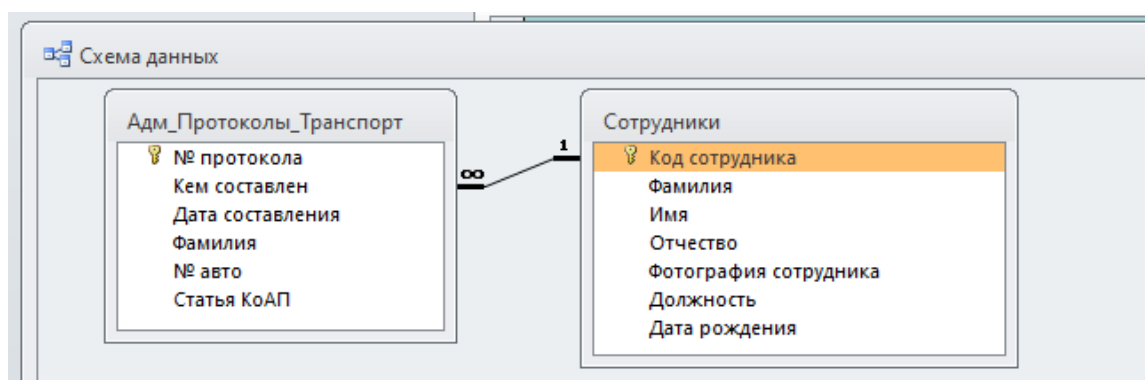 Схема данных
Адм_Протоколы_Транспорт
№ протокола
Кем составлен
Дата составления
Фамилия
№ авто
Статья КоАП
∞
1
Сотрудники
Код сотрудника
Фамилия
Имя
Отчество
Фотография сотрудника
Должность
Дата рождения